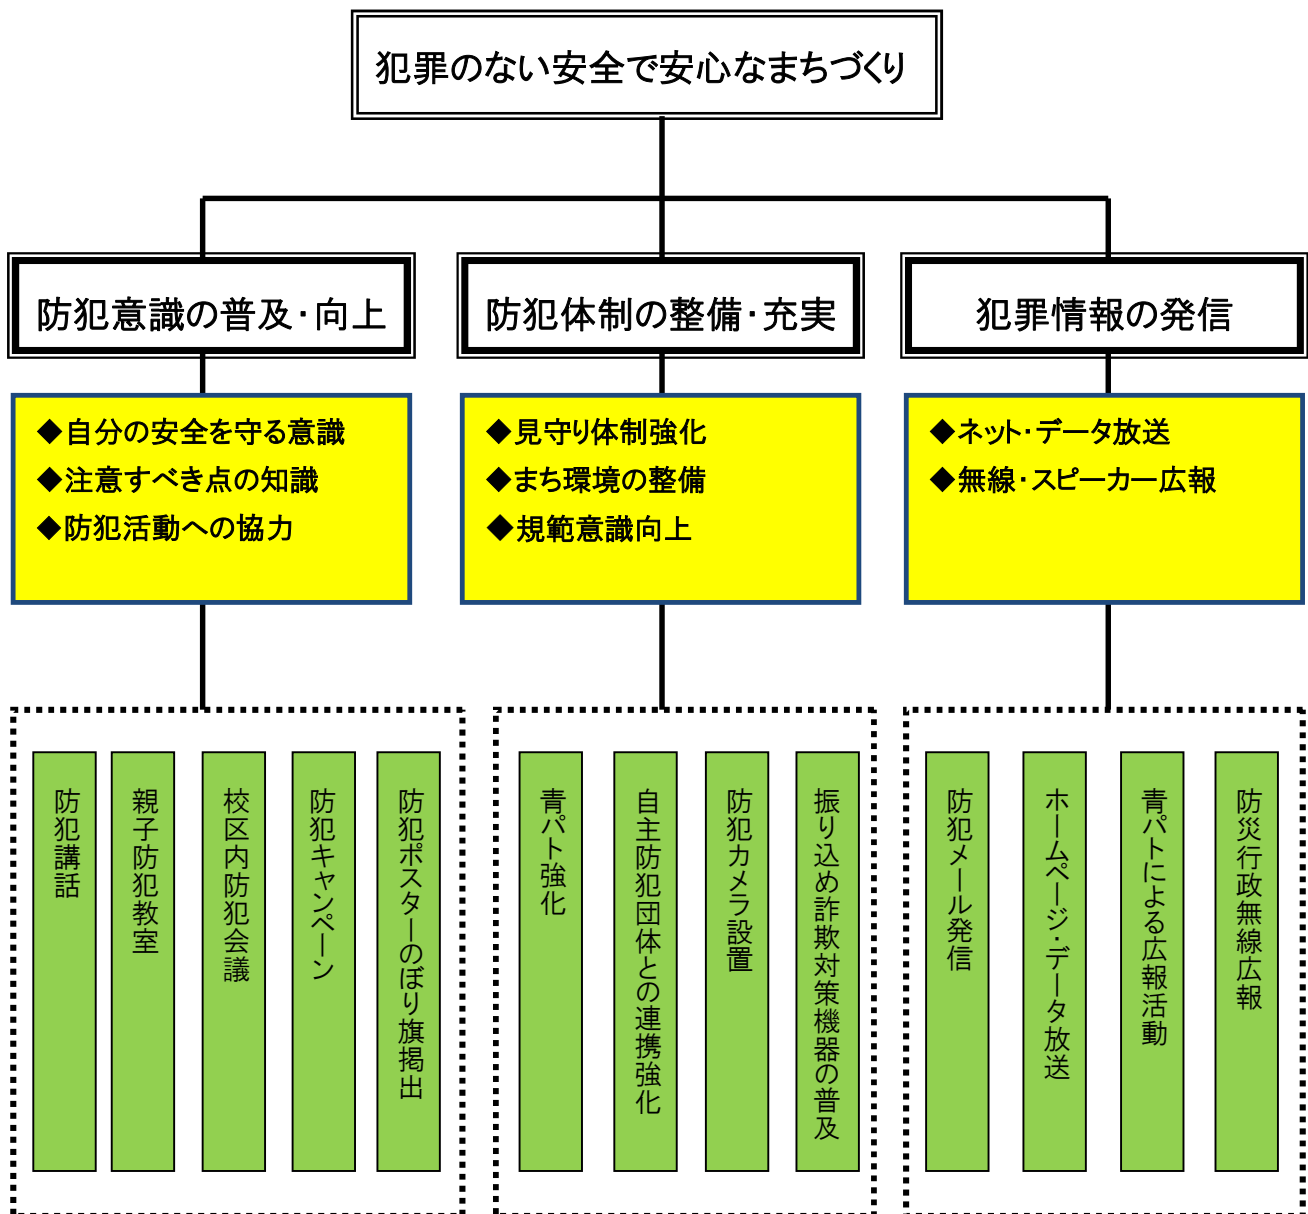 犯罪のない安全で安心なまちづくり
防犯意識の普及・向上
防犯体制の整備・充実
犯罪情報の発信
◆自分の安全を守る意識
◆注意すべき点の知識
◆防犯活動への協力
◆見守り体制強化
◆まち環境の整備
◆規範意識向上
◆ネット・データ放送
◆無線・スピーカー広報
防犯講話
親子防犯教室
校区内防犯会議
防犯キャンペーン
防犯ポスターのぼり旗掲出
青パト強化
自主防犯団体との連携強化
防犯カメラ設置
振り込め詐欺対策機器の普及
防犯メール発信
ホームページ・データ放送
青パトによる広報活動
防災行政無線広報